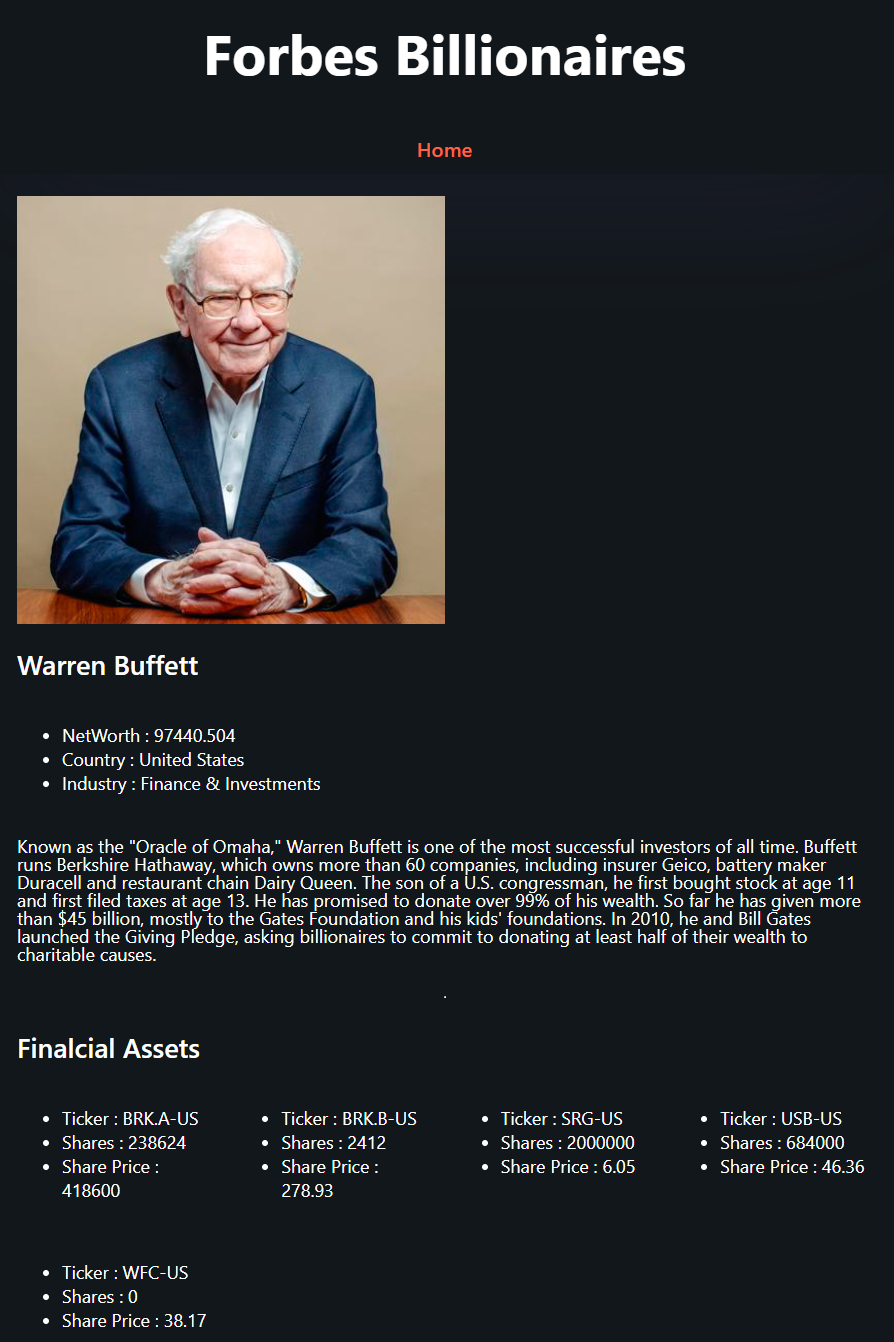 Forbes Billionaires
Home
Warren Buffett
• NetWorth : 97440.504
• Country : United States
• Industry : Finance & Investments
Known as the "Oracle of Omaha," Warren Buffett is one of the most successful investors of all time. Buffett
runs Berkshire Hathaway, which owns more than 60 companies, including insurer Geico, battery maker
Duracell and restaurant chain Dairy Queen. The son of a U.S. congressman, he first bought stock at age 11
and first filed taxes at age 13. He has promised to donate over 99% of his wealth. So far he has given more
than $45 billion, mostly to the Gates Foundation and his kids' foundations. In 2010, he and Bill Gates
launched the Giving Pledge, asking billionaires to commit to donating at least half of their wealth to
charitable causes.
.
Finalcial Assets
• Ticker : BRK.A-US
• Shares : 238624
• Share Price :
418600
• Ticker : BRK.B-US
• Shares : 2412
• Share Price :
278.93
• Ticker : SRG-US
• Shares : 2000000
• Share Price : 6.05
• Ticker : USB-US
• Shares : 684000
• Share Price : 46.36
• Ticker : WFC-US
• Shares : 0
• Share Price : 38.17